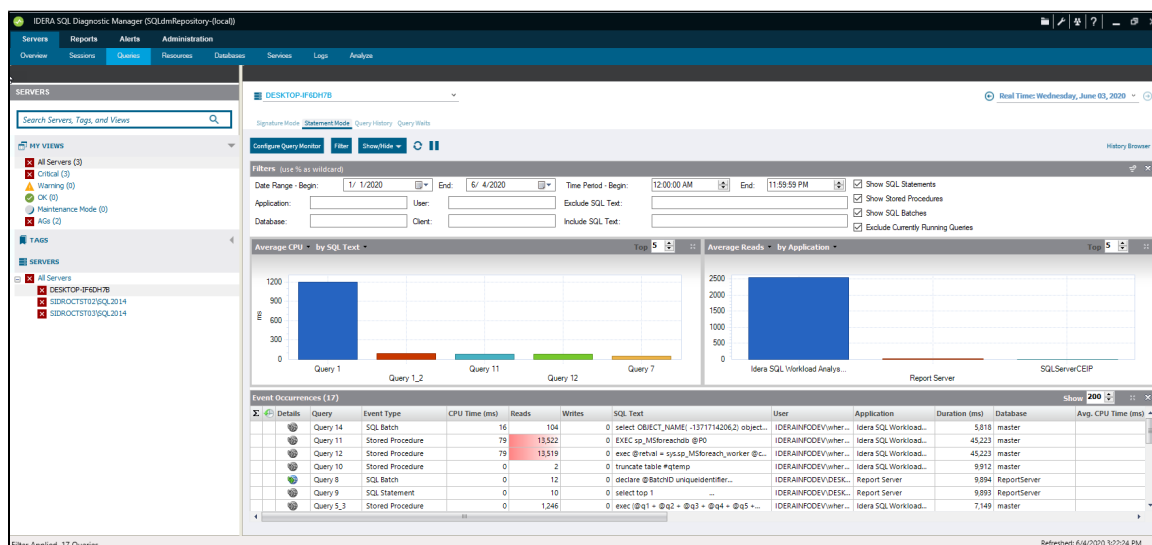 IDERA SQL Diagnostic Manager (SQLdmRepository-(local))
Servers Reports Alerts Administration
Overview Sessions Queries Resources Databases Services Logs Analyze
SERVERS
Search Servers, Tags, and Views
MY VIEWS
All Servers (3)
Critical (3)
Warning (0)
OK (0)
Maintenance Mode (0)
AGs (2)
TAGS
SERVERS
All Servers
DESKTOP-IF6DH7B
SIDROCTST02\SQL2014
SIDROCTST03\SQL2014
DESKTOP-IF6DH7B
Real Time: Wednesday, June 03, 2020
Signature Mode Statement Mode Query History Query Waits
Configure Query Monitor Filter Show/Hide History Browser
Filters (use % as wildcard)
Date Range - Begin: 1/ 1/2020 End: 6/ 4/2020 Time Period - Begin: 12:00:00 AM End: 11:59:59 PM Show SQL Statements
Application: User: Exclude SQL Text: Show Stored Procedures
Show SQL Batches
Database: Client: Include SQL Text: Exclude Currently Running Queries
Average CPU by SQL Text Top 5
1200
900
ms
600
300
0
Query 1 Query 1_2 Query 11 Query 12 Query 7
Average Reads by Application Top 5
2500
2000
1500
1000
500
0
Idera SQL Workload Analys... Report Server SQLServerCEIP
Event Occurrences (17) Show 200
Σ Details Query Event Type CPU Time (ms) Reads Writes SQL Text User Application Duration (ms) Database Avg. CPU Time (ms)
Query 14 SQL Batch 16 104 0 select OBJECT_NAME( -1371714206,2) object... IDERAINFODEV\wher... Idera SQL Workload... 5,818 master
Query 11 Stored Procedure 79 13,522 0 EXEC sp_MSforeachdb @P0 IDERAINFODEV\wher... Idera SQL Workload... 45,223 master
Query 12 Stored Procedure 79 13,519 0 exec @retval = sys.sp_MSforeach_worker @c... IDERAINFODEV\wher... Idera SQL Workload... 45,223 master
Query 10 Stored Procedure 0 2 0 truncate table #qtemp IDERAINFODEV\wher... Idera SQL Workload... 9,912 master
Query 8 SQL Batch 0 12 0 declare @BatchID uniqueidentifier... IDERAINFODEV\DESK... Report Server 9,894 ReportServer
Query 9 SQL Statement 0 10 0 select top 1 ... IDERAINFODEV\DESK... Report Server 9,893 ReportServer
Query 5_3 Stored Procedure 0 1,246 0 exec (@q1 + @q2 + @q3 + @q4 + @q5 +... IDERAINFODEV\wher... Idera SQL Workload... 7,149 master
Filter Applied, 17 Queries Refreshed: 6/4/2020 3:22:24 PM